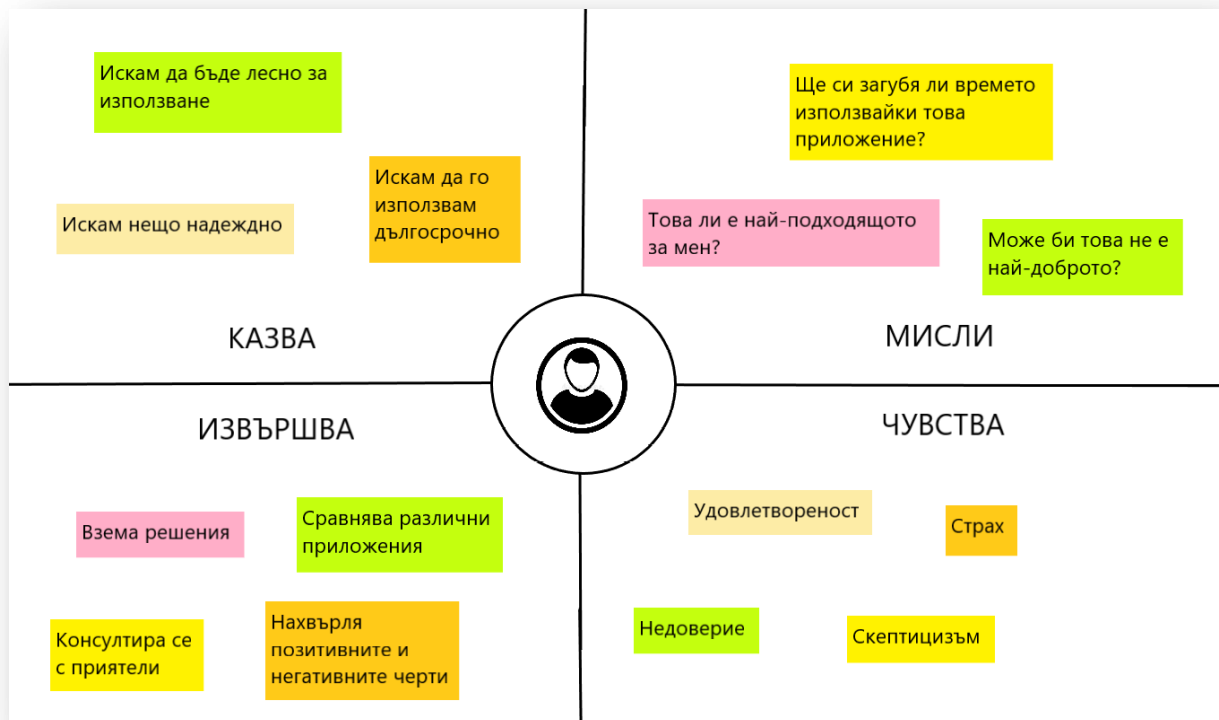 Искам да бъде лесно за
използване
Искам да го
използвам
дългосрочно
Искам нещо надеждно
КАЗВА
Ще си загубя ли времето
използвайки това
приложение?
Това ли е най-подходящото
за мен?
Може би това не е
най-доброто?
МИСЛИ
ИЗВЪРШВА
Взема решения
Сравнява различни
приложения
Консултира се
с приятели
Нахвърля
позитивните и
негативните черти
ЧУВСТВА
Удовлетвореност
Страх
Недоверие
Скептицизъм